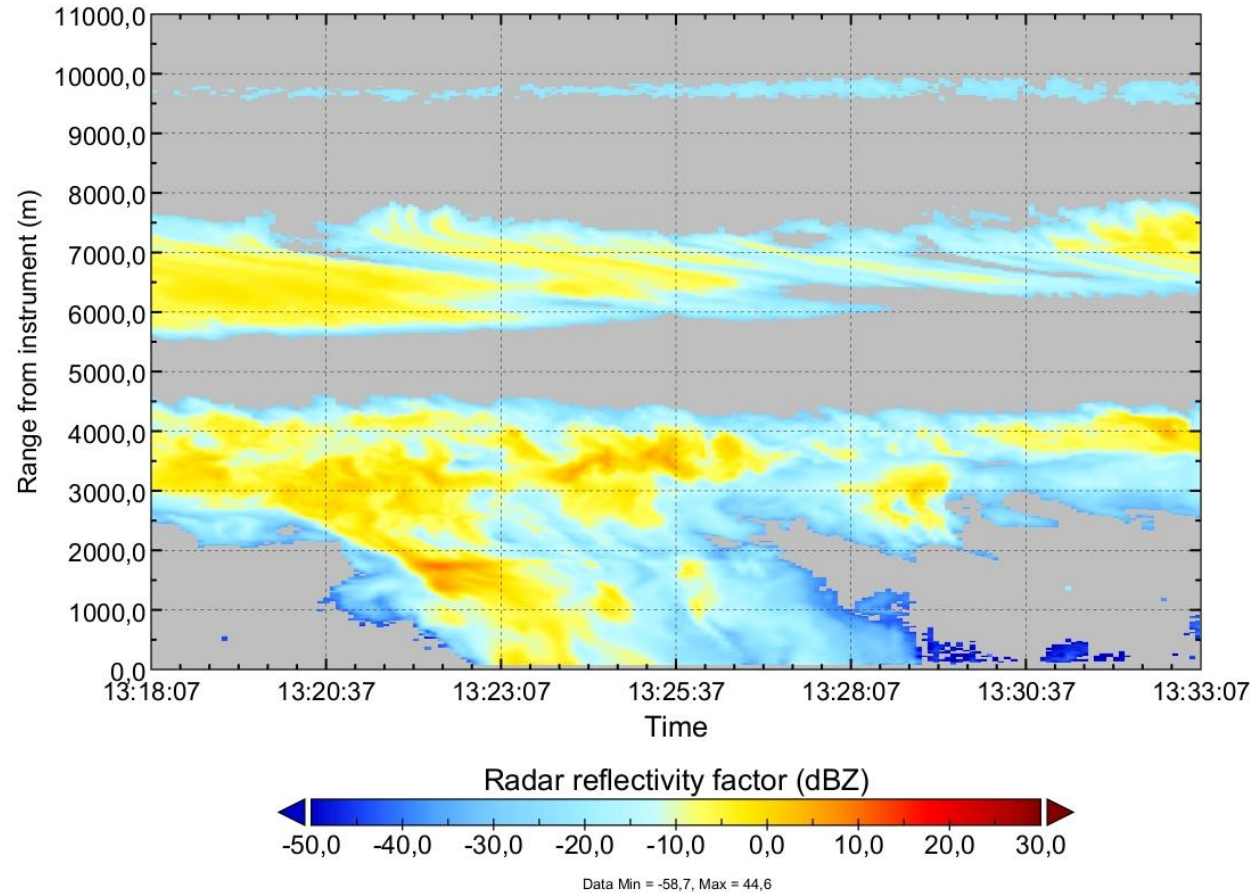 11000,0
10000,0
9000,0
8000,0
7000,0
6000,0
5000,0
4000,0
3000,0
2000,0
1000,0
0,0
Range from instrument (m)
13:18:07 13:20:37 13:23:07 13:25:37 13:28:07 13:30:37 13:33:07
Time
Radar reflectivity factor (dBZ)
-50,0 -40,0 -30,0 -20,0 -10,0 0,0 10,0 20,0 30,0
Data Min = -58,7, Max = 44,6